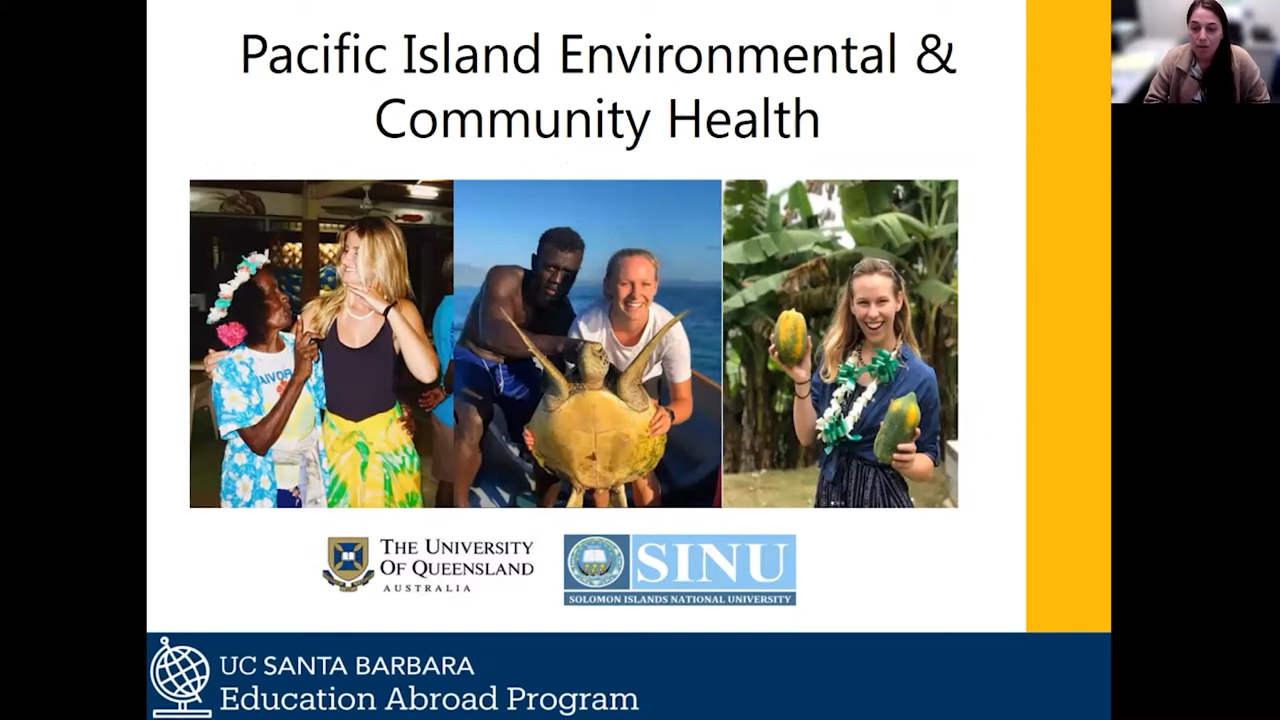 Pacific Island Environmental &
Community Health
THE UNIVERSITY
OF QUEENSLAND
AUSTRALIA
SINU
SOLOMON ISLANDS NATIONAL UNIVERSITY
UC SANTA BARBARA
Education Abroad Program